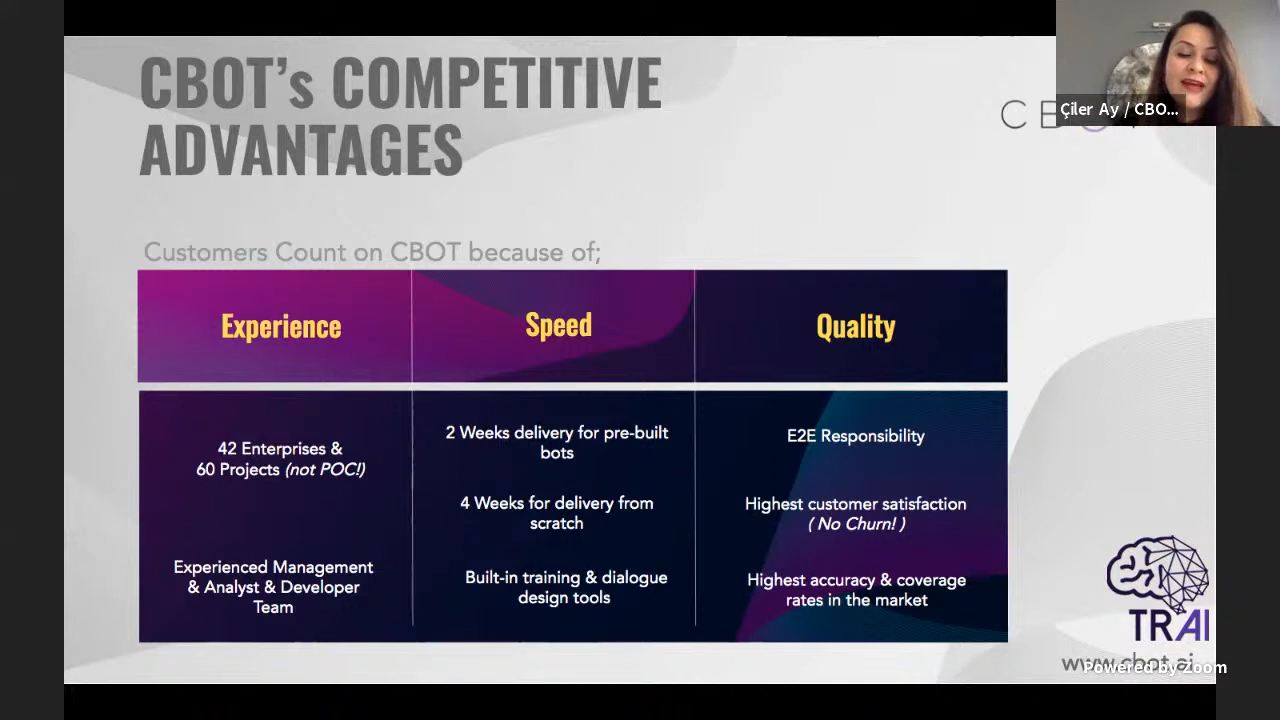 CBOT's COMPETITIVE
ADVANTAGES
Çiler Ay / CBO...
Customers Count on CBOT because of;
Experience
Speed
Quality
42 Enterprises &
60 Projects (not POC!)
Experienced Management
& Analyst & Developer
Team
2 Weeks delivery for pre-built
bots
4 Weeks for delivery from
scratch
Built-in training & dialogue
design tools
E2E Responsibility
Highest customer satisfaction
( No Churn! )
Highest accuracy & coverage
rates in the market
TRAI
www.cbot.ai
Powered by Zoom